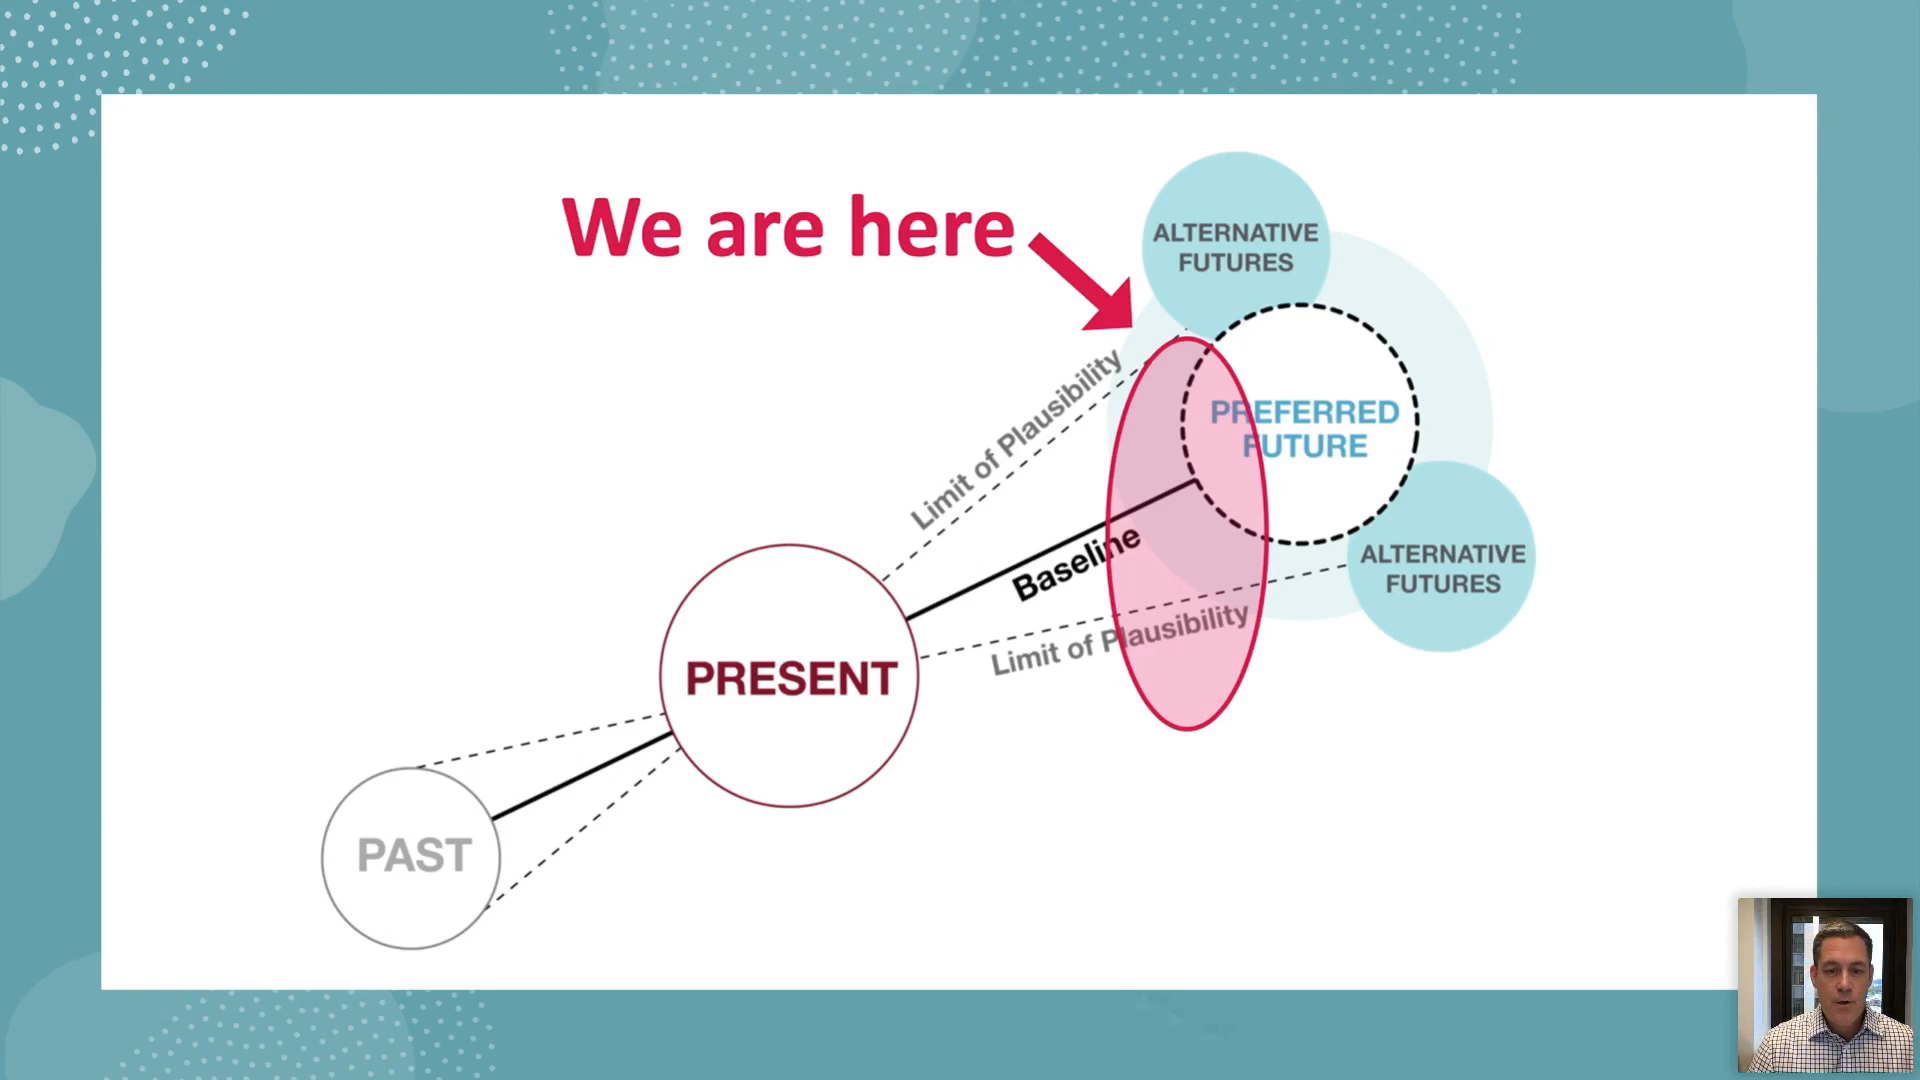 We are here
ALTERNATIVE
FUTURES
Limit of Plausibility
PREFERRED
FUTURE
Baseline
ALTERNATIVE
FUTURES
Limit of Plausibility
PRESENT
PAST